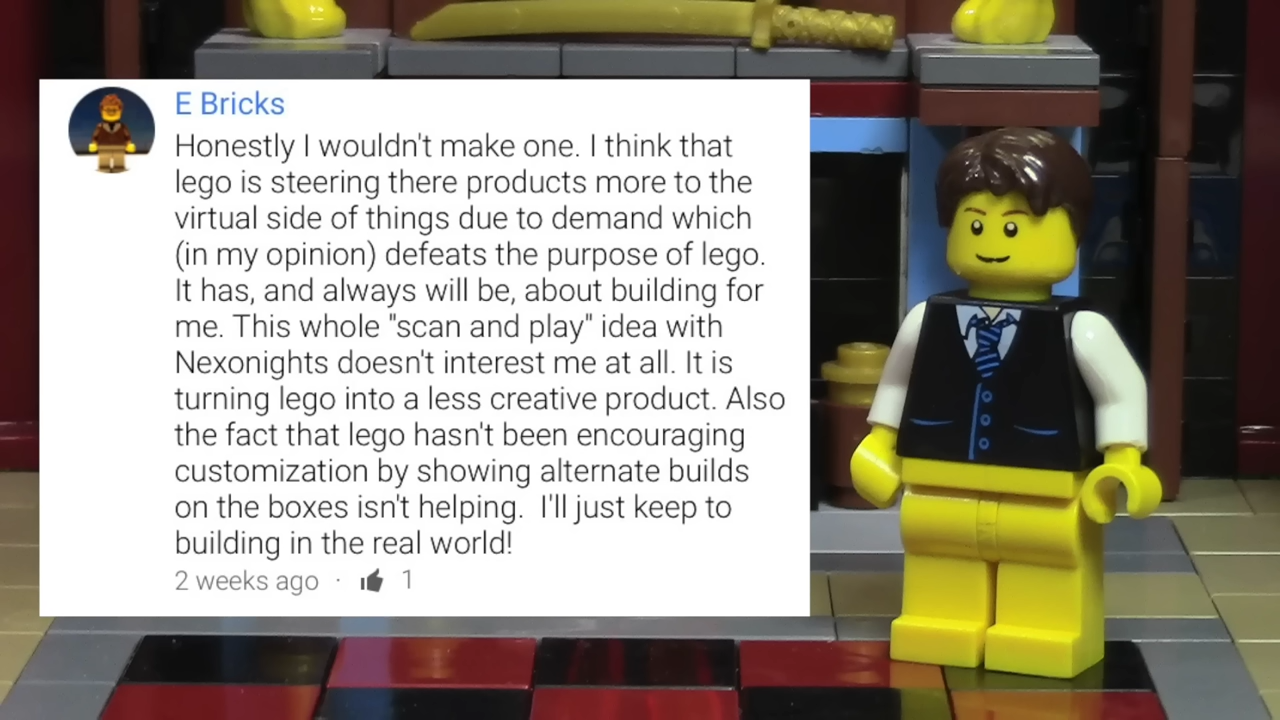 E Bricks
Honestly I wouldn't make one. I think that
lego is steering there products more to the
virtual side of things due to demand which
(in my opinion) defeats the purpose of lego.
It has, and always will be, about building for
me. This whole "scan and play" idea with
Nexonights doesn't interest me at all. It is
turning lego into a less creative product. Also
the fact that lego hasn't been encouraging
customization by showing alternate builds
on the boxes isn't helping.  I'll just keep to
building in the real world!
2 weeks ago · 1